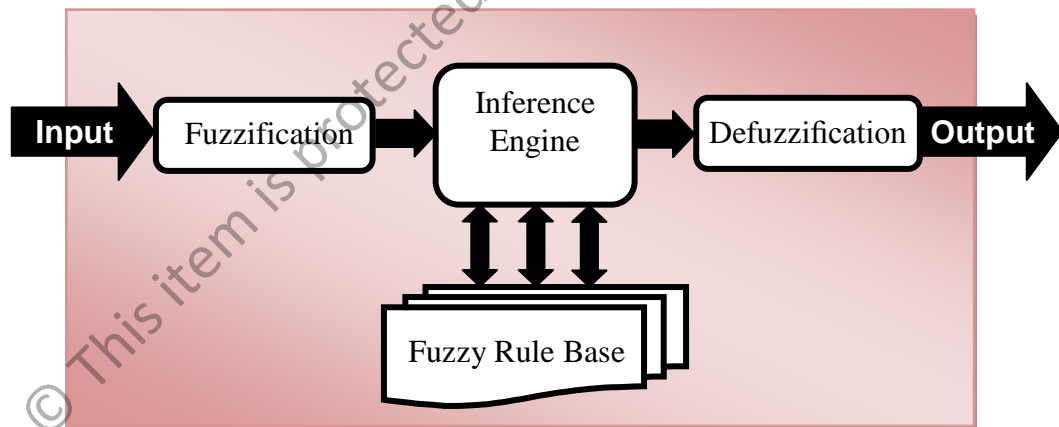 Input
Fuzzification
Inference
Engine
Defuzzification
Output
Fuzzy Rule Base
© This item is protected